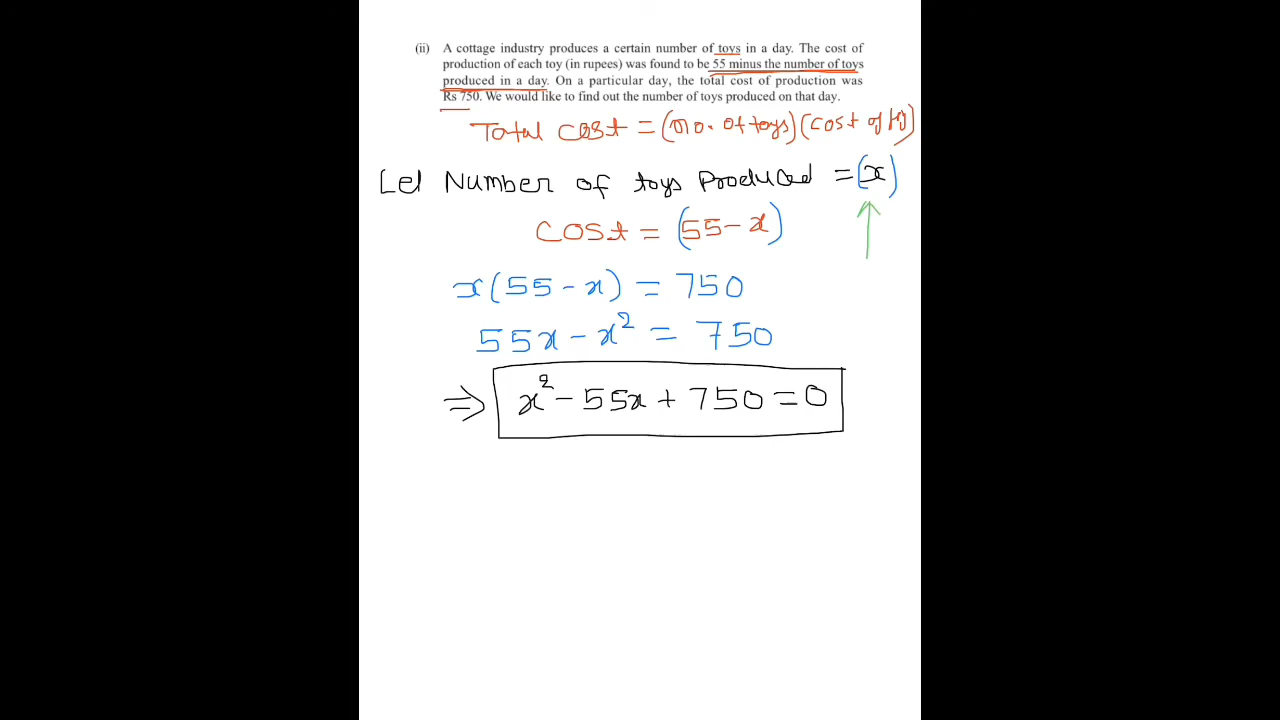 (ii) A cottage industry produces a certain number of toys in a day. The cost of
production of each toy (in rupees) was found to be 55 minus the number of toys
produced in a day. On a particular day, the total cost of production was
Rs 750. We would like to find out the number of toys produced on that day.
Total cost = (no. of toys)(cost of
Let Number of toys Produced = (x)
cost = (55 - x)
x(55 - x) = 750
55x - x² = 750
⇒ x² - 55x + 750 = 0